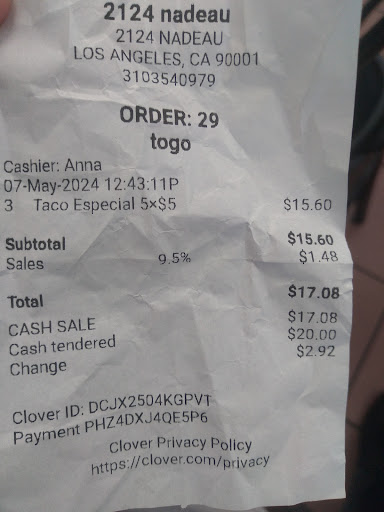 2124 nadeau
2124 NADEAU
LOS ANGELES, CA 90001
3103540979
ORDER: 29
togo
Cashier: Anna
07-May-2024 12:43:11P
3 Taco Especial 5×$5 $15.60
Subtotal $15.60
Sales 9.5% $1.48
Total $17.08
CASH SALE $17.08
Cash tendered $20.00
Change $2.92
Clover ID: DCJX2504KGPVT
Payment PHZ4DXJ4QE5P6
Clover Privacy Policy
https://clover.com/privacy